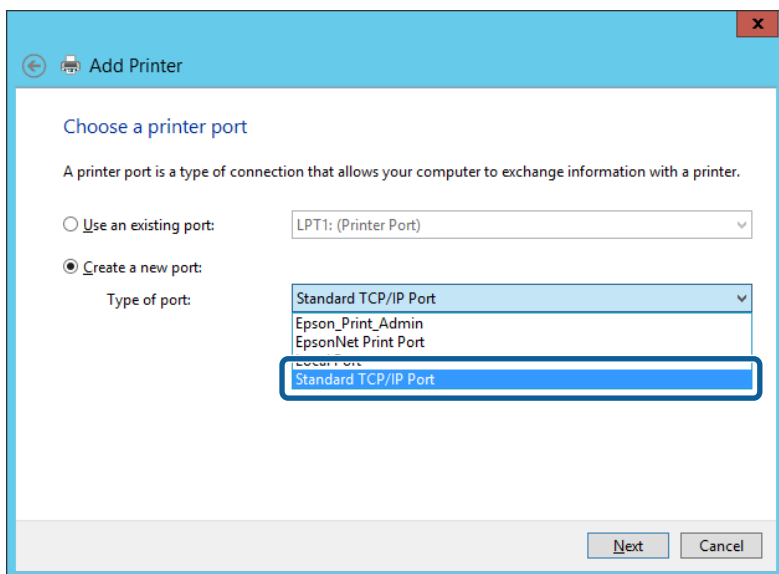 x
Add Printer
Choose a printer port
A printer port is a type of connection that allows your computer to exchange information with a printer.
Use an existing port: LPT1: (Printer Port)
Create a new port:
Type of port: Standard TCP/IP Port
Epson_Print_Admin
EpsonNet Print Port
Local Port
Standard TCP/IP Port
Next Cancel